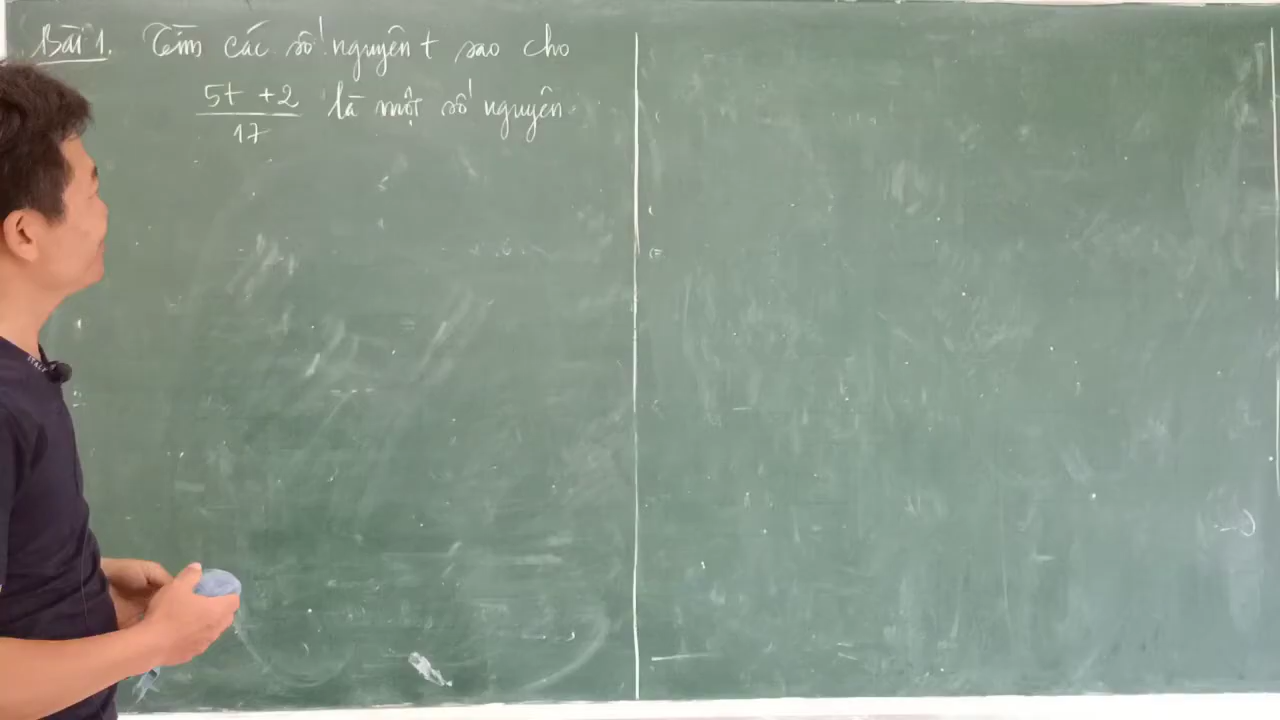 Bài 1. Tìm các số nguyên t sao cho
5t + 2 / 17 là một số nguyên.